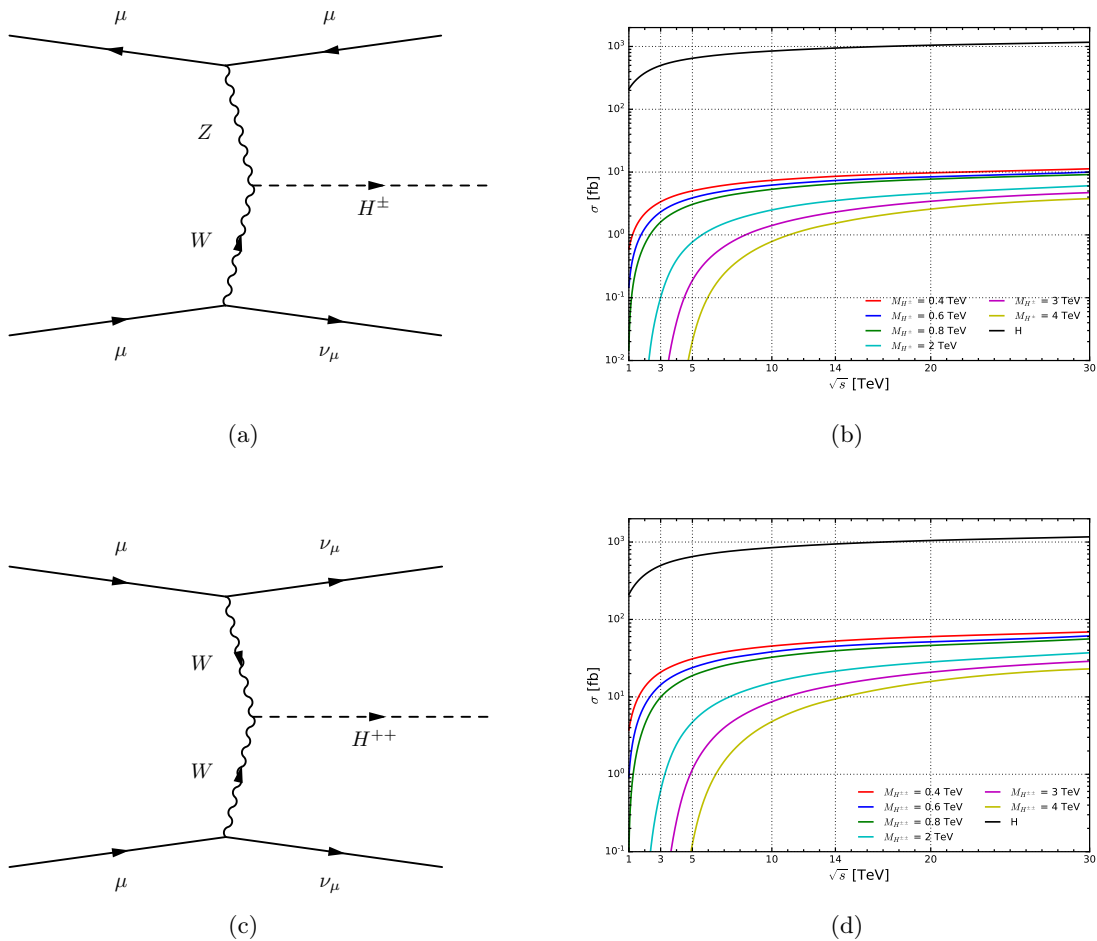 μ
μ
Z
H±
W
μ
ν_μ
(a)
10³
10²
10¹
10⁰
10⁻¹
10⁻²
σ [fb]
M_{H±} = 0.4 TeV
M_{H±} = 0.6 TeV
M_{H±} = 0.8 TeV
M_{H±} = 2 TeV
M_{H±} = 3 TeV
M_{H±} = 4 TeV
H
1 3 5 10 14 20 30
√s [TeV]
(b)
μ
ν_μ
W
H⁺⁺
W
μ
ν_μ
(c)
10³
10²
10¹
10⁰
10⁻¹
σ [fb]
M_{H±±} = 0.4 TeV
M_{H±±} = 0.6 TeV
M_{H±±} = 0.8 TeV
M_{H±±} = 2 TeV
M_{H±±} = 3 TeV
M_{H±±} = 4 TeV
H
1 3 5 10 14 20 30
√s [TeV]
(d)